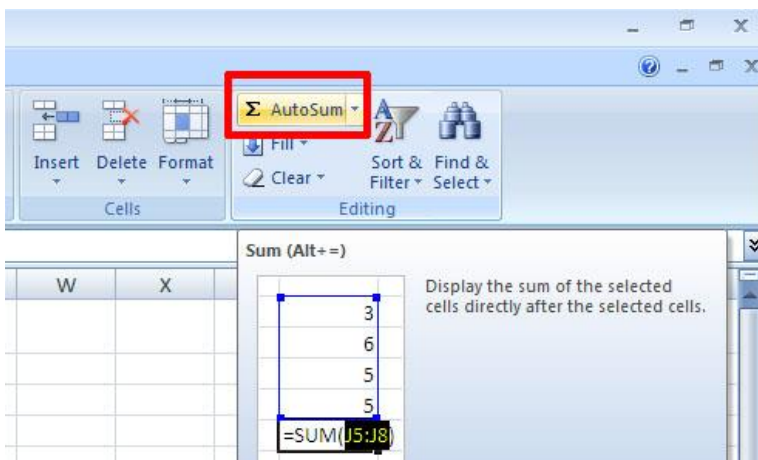 Σ AutoSum
Fill
Clear
Insert Delete Format
Sort & Filter
Find & Select
Cells
Editing
Sum (Alt+=)
Display the sum of the selected
cells directly after the selected cells.
W X
3
6
5
5
=SUM(J5:J8)